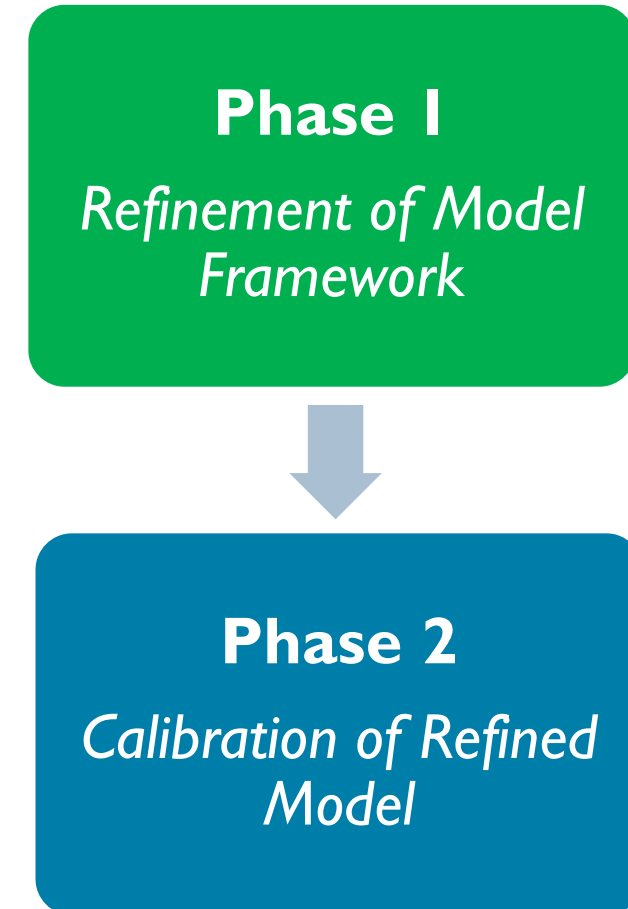 Phase 1
Refinement of Model
Framework
Phase 2
Calibration of Refined
Model